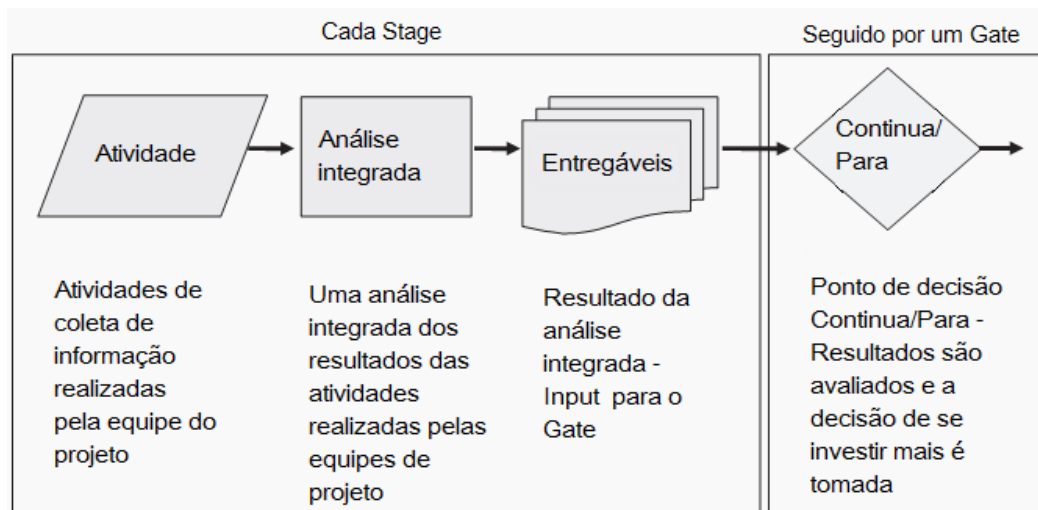 Cada Stage
Seguido por um Gate
Atividade
Análise
integrada
Entregáveis
Continua/
Para
Atividades de
coleta de
informação
realizadas
pela equipe do
projeto
Uma análise
integrada dos
resultados das
atividades
realizadas pelas
equipes de
projeto
Resultado da
análise
integrada -
Input para o
Gate
Ponto de decisão
Continua/Para -
Resultados são
avaliados e a
decisão de se
investir mais é
tomada